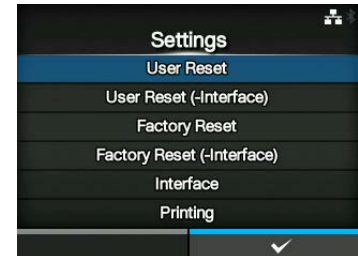 Settings
User Reset
User Reset (-Interface)
Factory Reset
Factory Reset (-Interface)
Interface
Printing